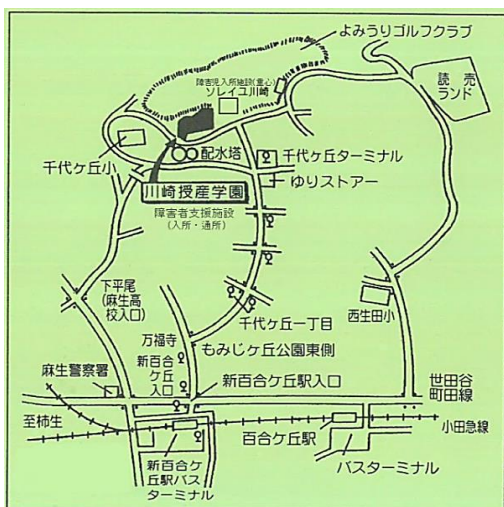 よみうりゴルフクラブ
障害児入所施設(童心)
ソレイユ川崎
読売
ランド
千代ケ丘小
配水塔
千代ケ丘ターミナル
川崎授産学園
ゆりストアー
障害者支援施設
(入所・通所)
下平尾
(麻生高
校入口)
西生田小
千代ケ丘一丁目
万福寺
もみじヶ丘公園東側
新百合
ケ丘
入口
麻生警察署
新百合ケ丘駅入口
世田谷
町田線
至柿生
百合ケ丘駅
小田急線
新百合ケ
丘駅バス
ターミナル
バスターミナル